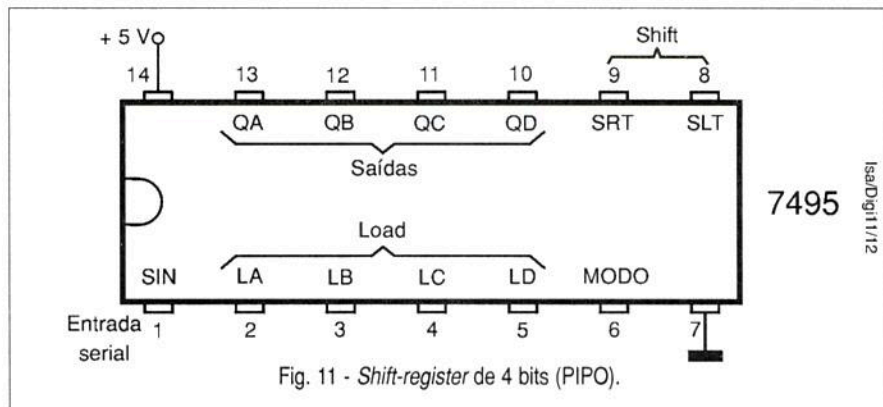 + 5 V
Shift
14 13 12 11 10 9 8
QA QB QC QD SRT SLT
Saídas
7495
Isa/Digi11/12
Load
SIN LA LB LC LD MODO
Entrada serial
1 2 3 4 5 6 7
Fig. 11 - Shift-register de 4 bits (PIPO).